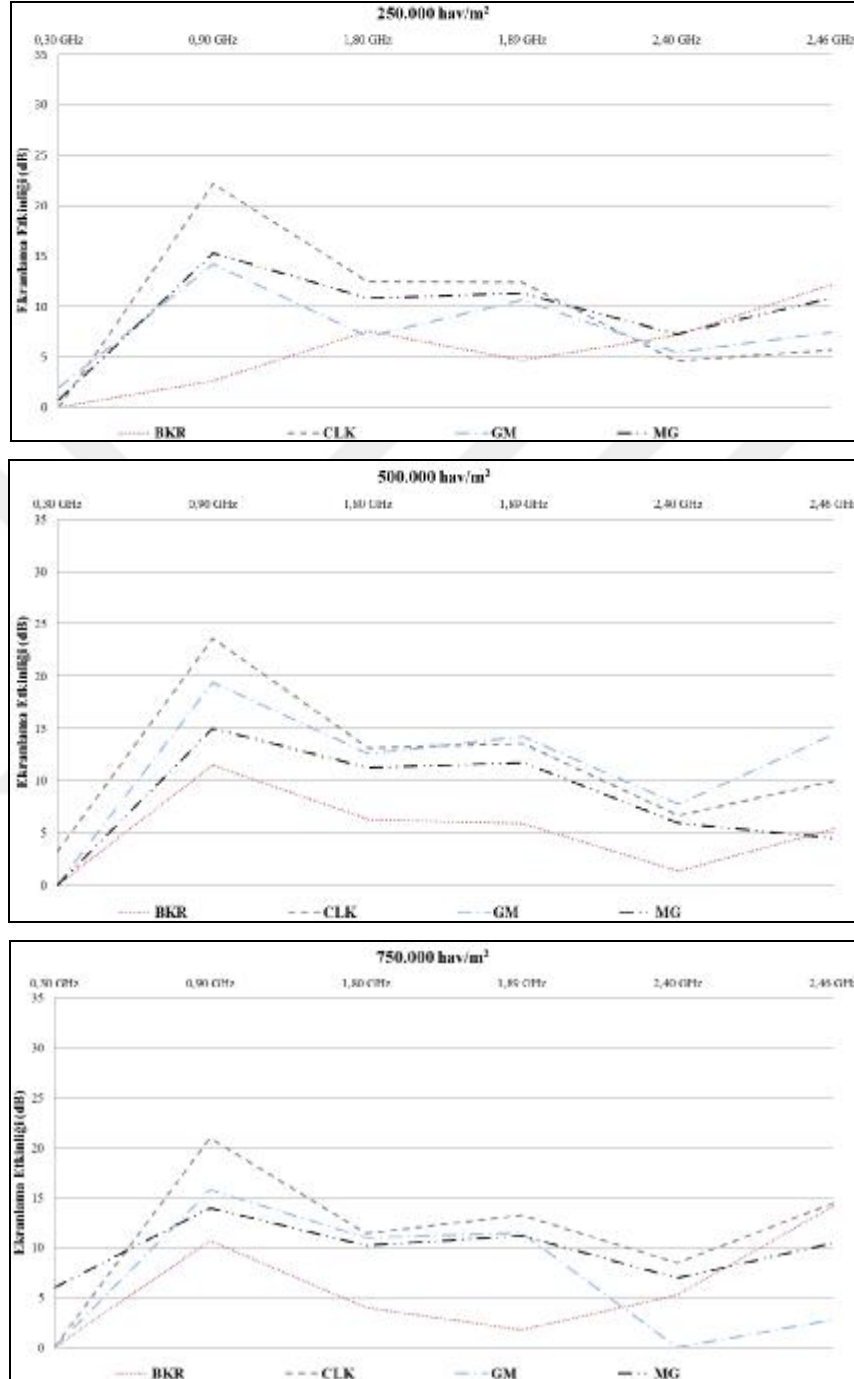 250.000 hav/m²
0,30 GHz 0,90 GHz 1,80 GHz 1,89 GHz 2,40 GHz 2,46 GHz
Ekranlama Etkinliği (dB)
35
30
25
20
15
10
5
0
BKR CLK GM MG
500.000 hav/m²
0,30 GHz 0,90 GHz 1,80 GHz 1,89 GHz 2,40 GHz 2,46 GHz
Ekranlama Etkinliği (dB)
35
30
25
20
15
10
5
0
BKR CLK GM MG
750.000 hav/m²
0,30 GHz 0,90 GHz 1,80 GHz 1,89 GHz 2,40 GHz 2,46 GHz
Ekranlama Etkinliği (dB)
35
30
25
20
15
10
5
0
BKR CLK GM MG